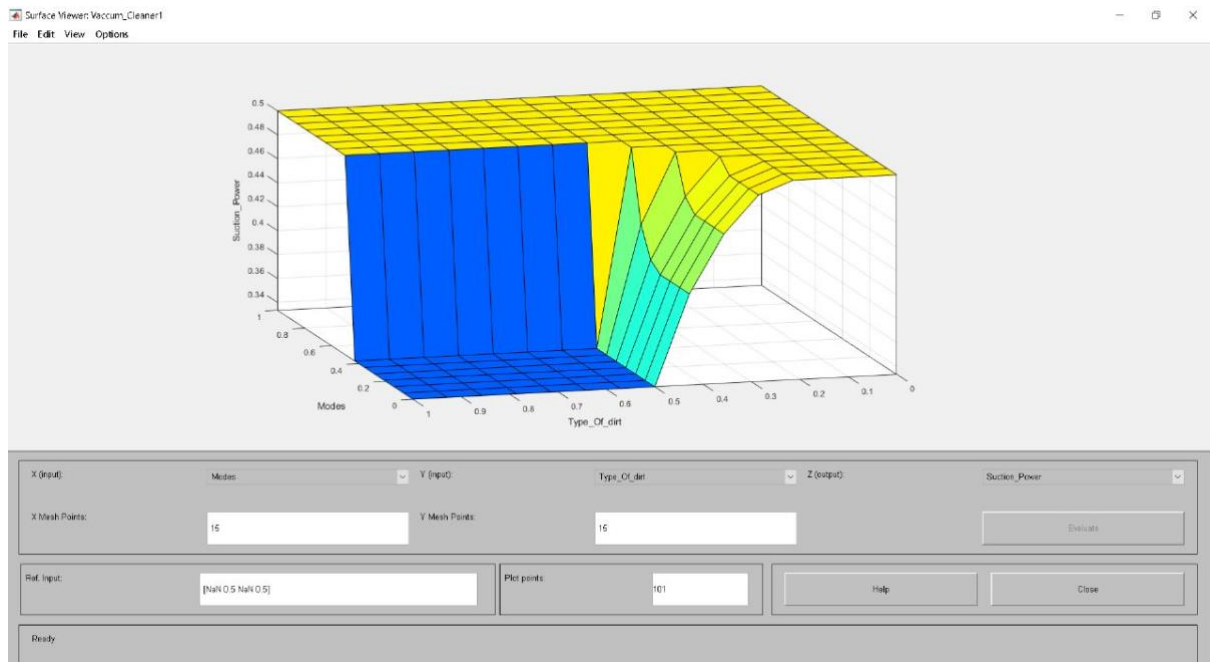 Surface Viewer: Vaccum_Cleaner1
File Edit View Options
0.5
0.48
0.46
0.44
0.42
0.4
0.38
0.36
0.34
Suction_Power
1
0.8
0.6
0.4
0.2
0
Modes
1
0.9
0.8
0.7
0.6
0.5
0.4
0.3
0.2
0.1
0
Type_Of_dirt
X (input): Modes Y (input): Type_Of_dirt Z (output): Suction_Power
X Mesh Points: 15 Y Mesh Points: 15 Evaluate
Ref. Input: [NaN 0.5 NaN 0.5] Plot points: 101 Help Close
Ready